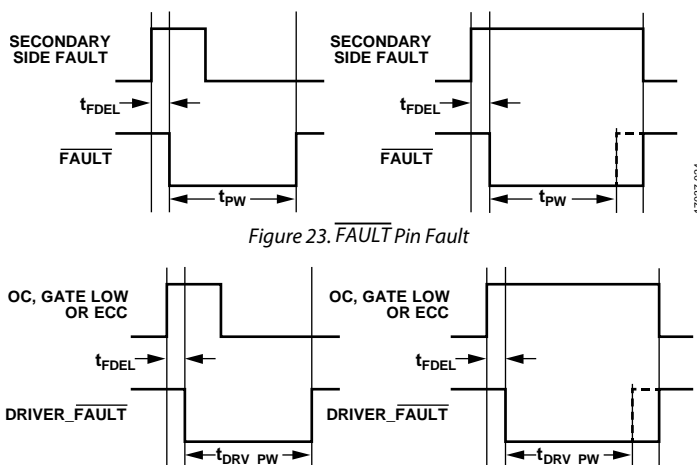 SECONDARY
SIDE FAULT
tFDEL
FAULT
tPW
SECONDARY
SIDE FAULT
tFDEL
FAULT
tPW
Figure 23. FAULT Pin Fault
OC, GATE LOW
OR ECC
tFDEL
DRIVER_FAULT
tDRV_PW
OC, GATE LOW
OR ECC
tFDEL
DRIVER_FAULT
tDRV_PW